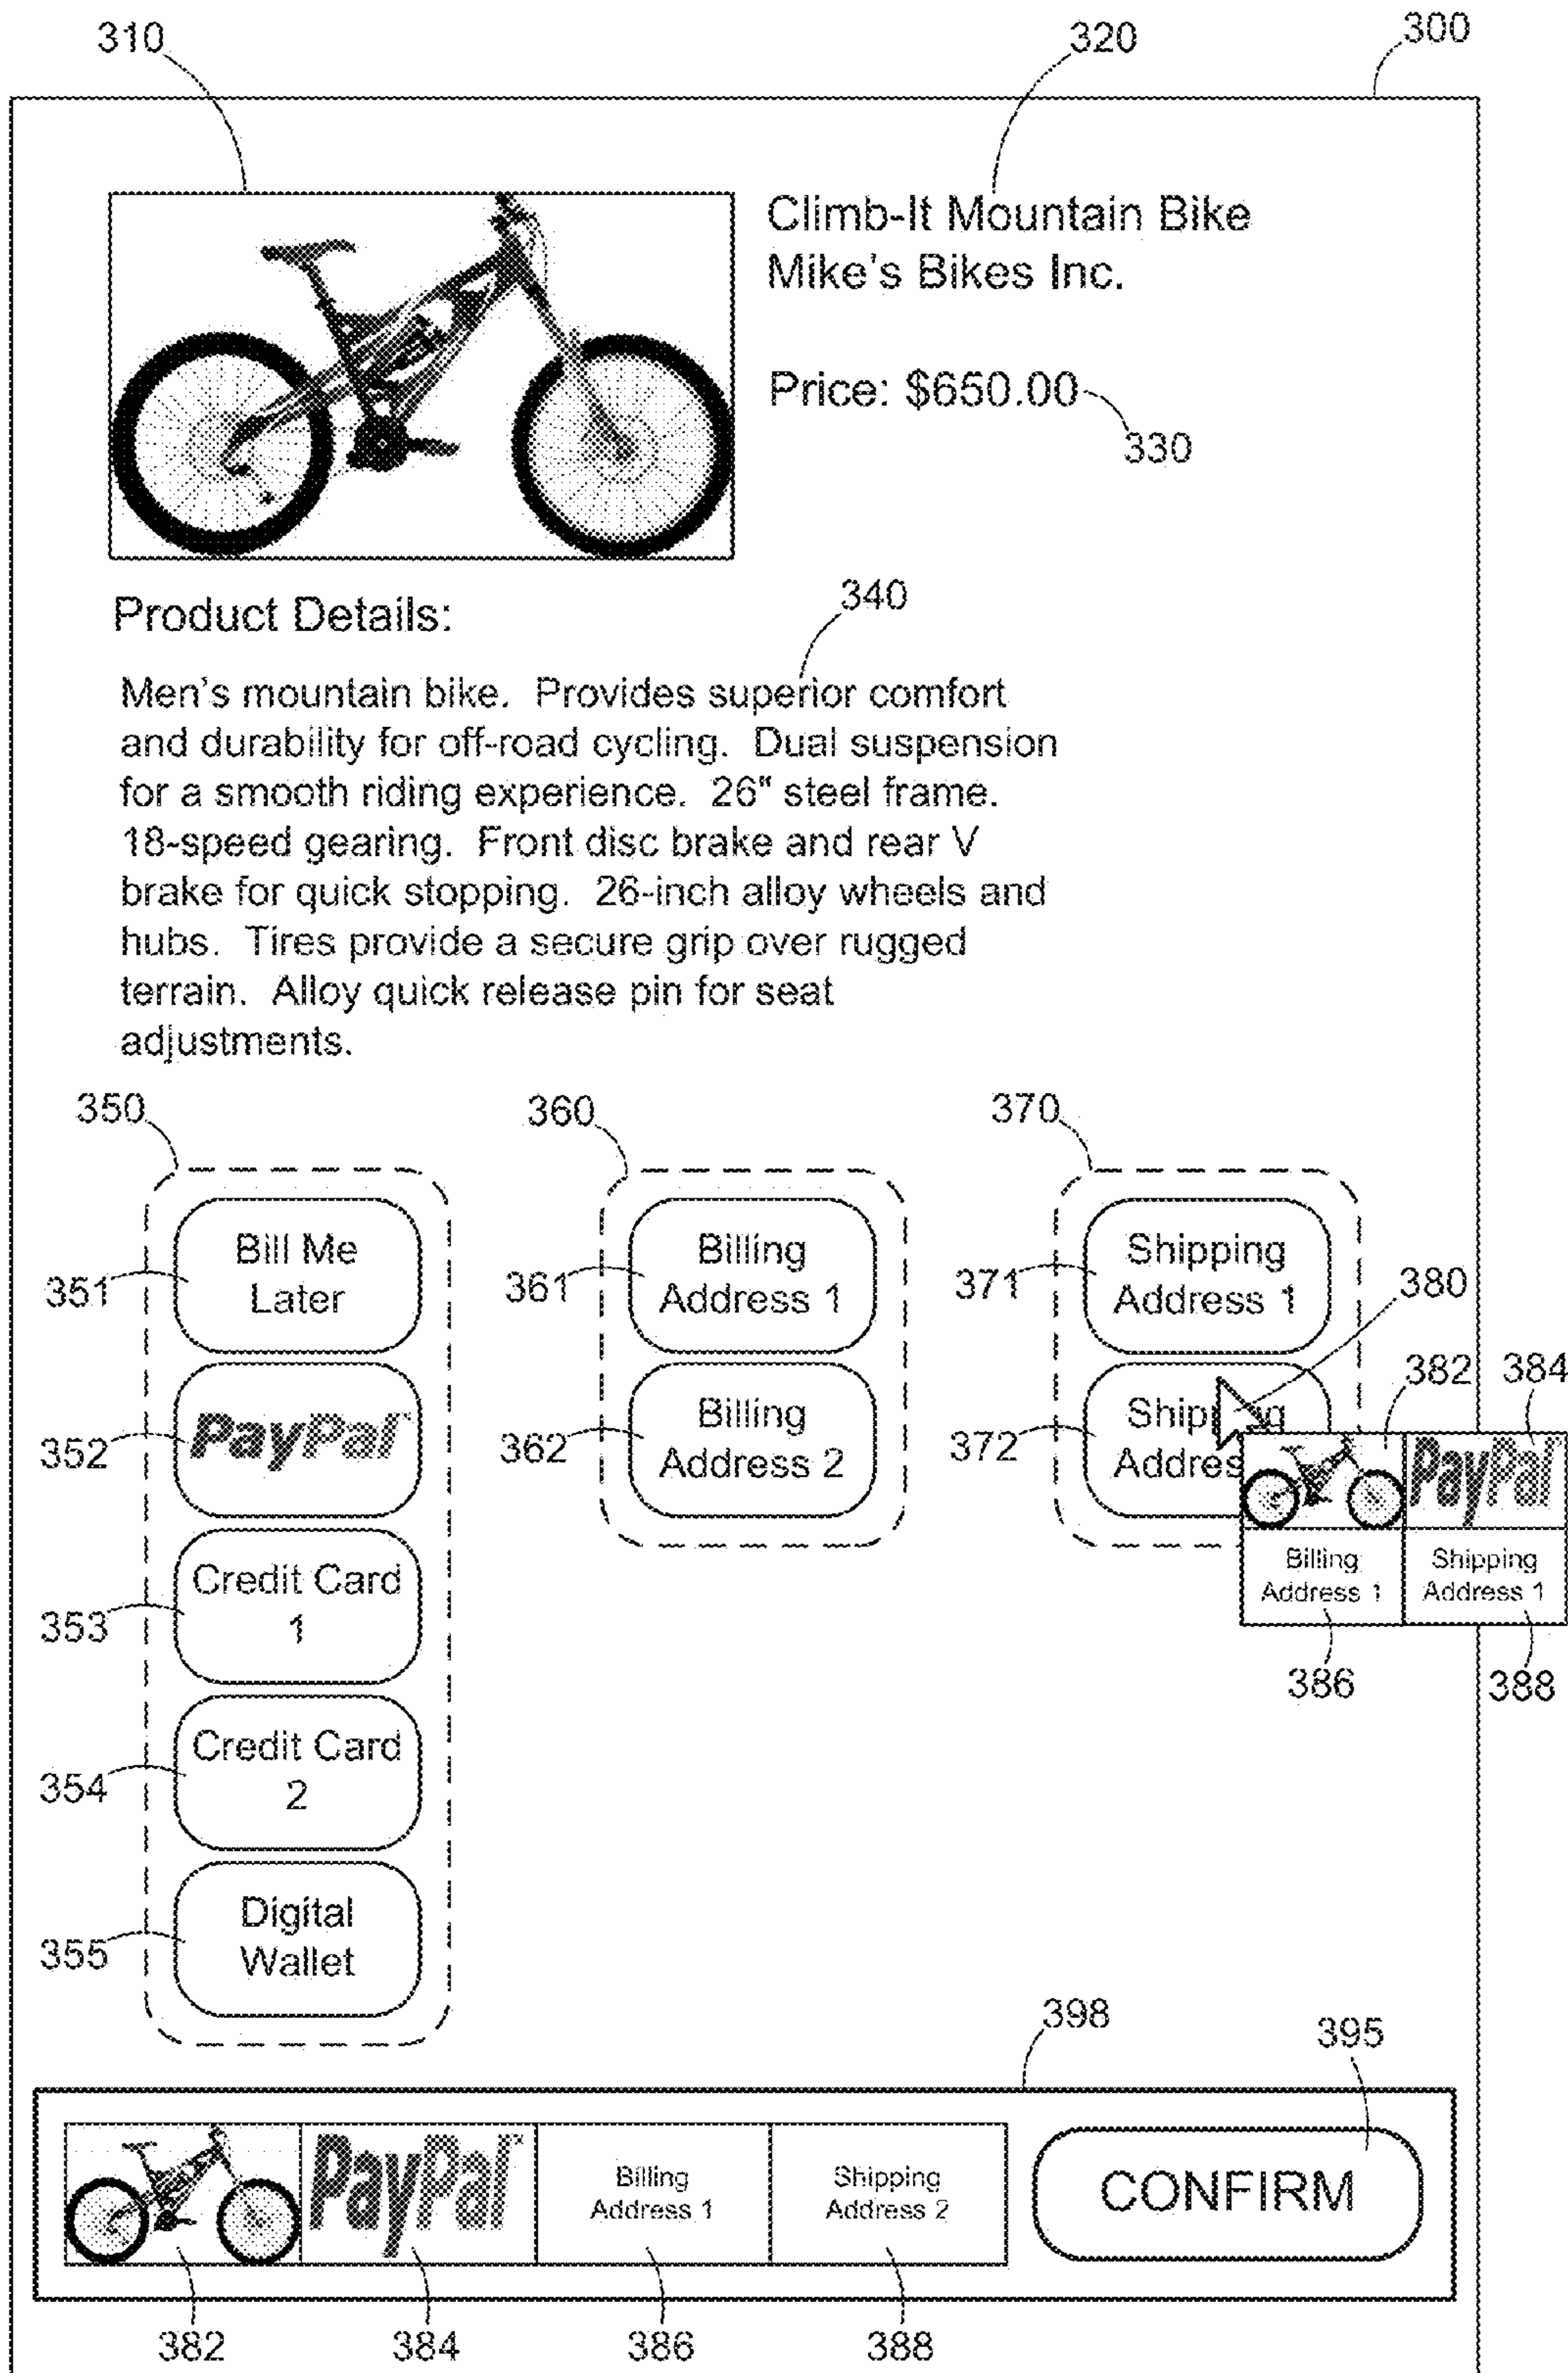 310
320
300
Climb-It Mountain Bike
Mike's Bikes Inc.
Price: $650.00
330
Product Details:
340
Men's mountain bike. Provides superior comfort
and durability for off-road cycling. Dual suspension
for a smooth riding experience. 26" steel frame.
18-speed gearing. Front disc brake and rear V
brake for quick stopping. 26-inch alloy wheels and
hubs. Tires provide a secure grip over rugged
terrain. Alloy quick release pin for seat
adjustments.
350
360
370
Bill Me
Later
351
Billing
Address 1
361
Shipping
Address 1
371
380
382
384
PayPal
352
Billing
Address 2
362
372
PayPal
Billing
Address 1
Shipping
Address 1
386
388
Credit Card
1
353
Credit Card
2
354
Digital
Wallet
355
398
395
PayPal
Billing
Address 1
Shipping
Address 2
CONFIRM
382
384
386
388